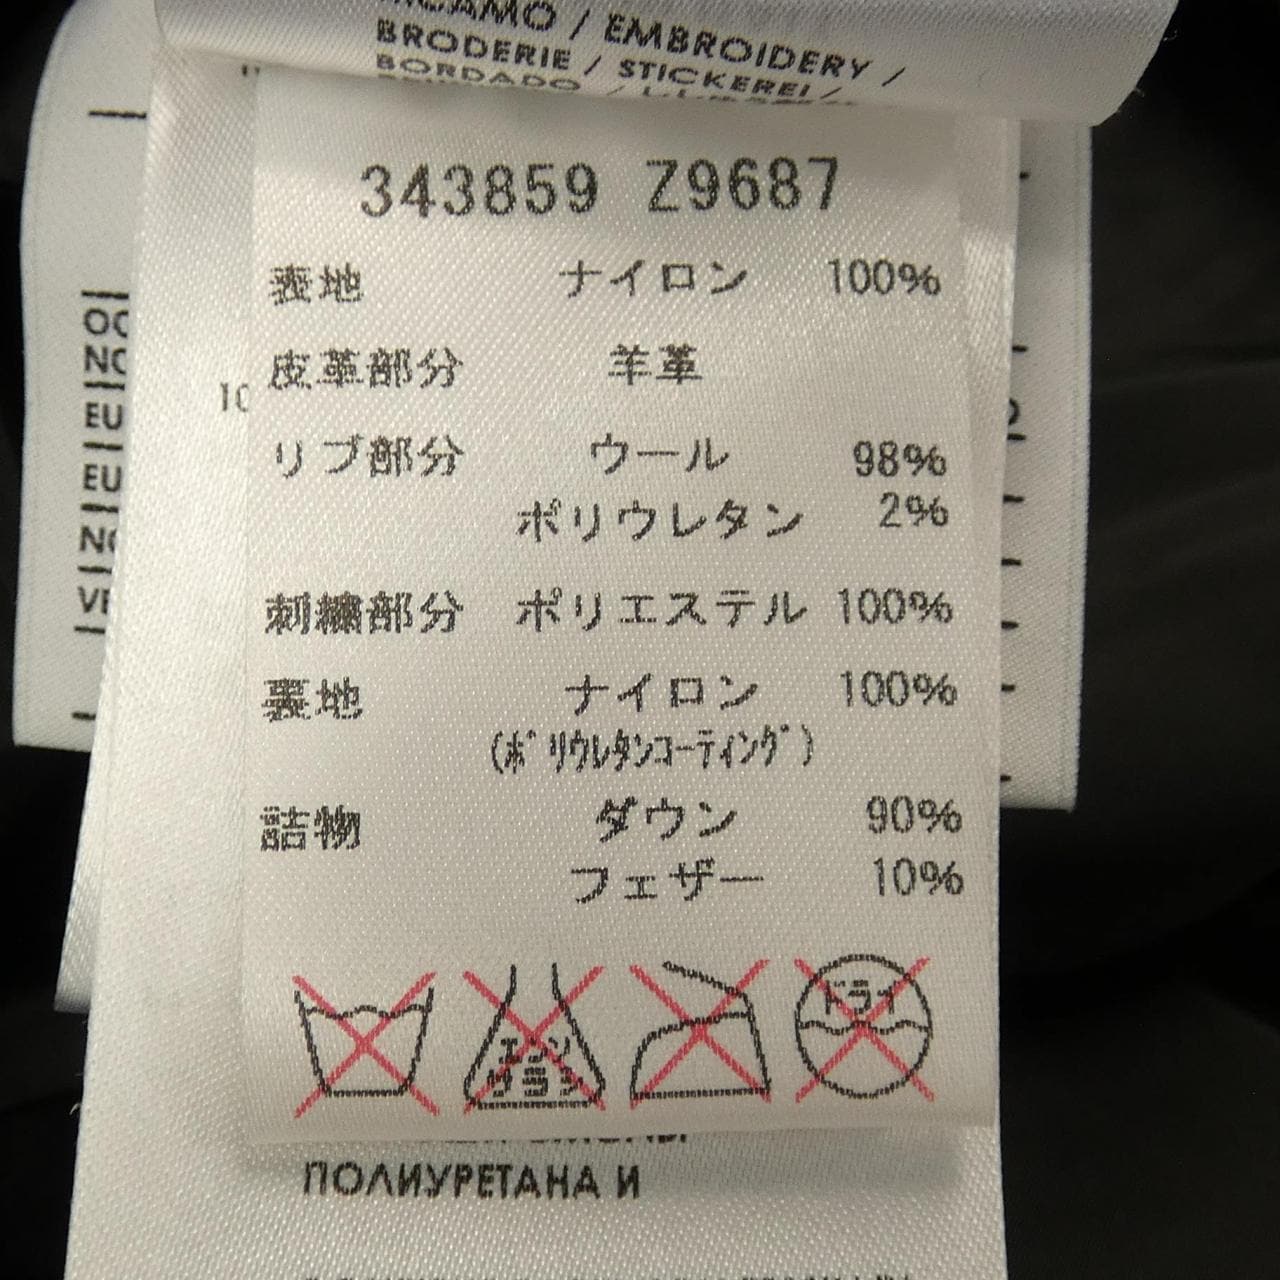 / EMBROIDERY /
BRODERIE / STICKEREI /
BORDADO /
343859 Z9687
表地 ナイロン 100%
皮革部分 羊革
リブ部分 ウール 98%
ポリウレタン 2%
刺繍部分 ポリエステル 100%
裏地 ナイロン 100%
(ポリウレタンコーティング)
詰物 ダウン 90%
フェザー 10%
エンソ
サラシ
ドライ
ПОЛИУРЕТАНА И
EU
EU